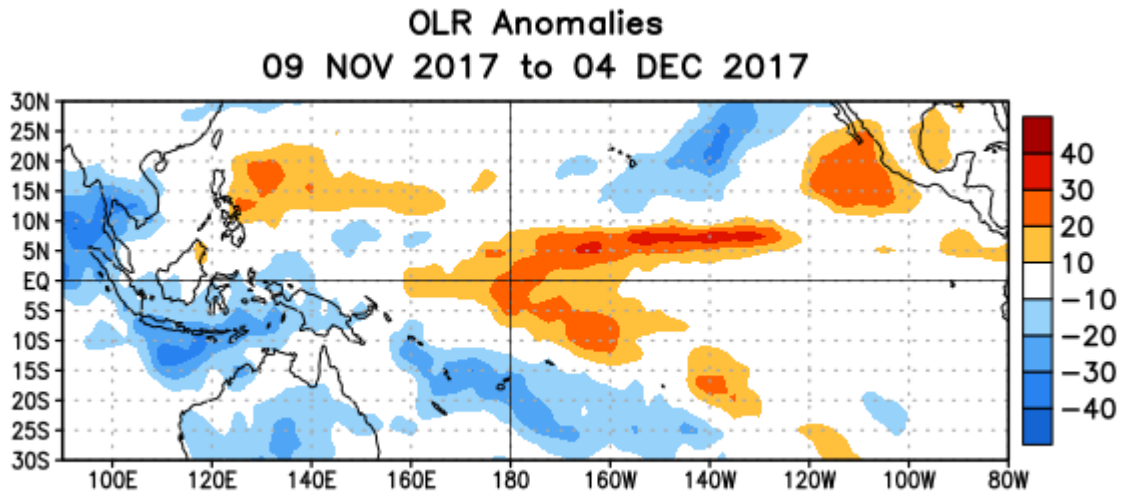 OLR Anomalies
09 NOV 2017 to 04 DEC 2017
30N
25N
20N
15N
10N
5N
EQ
5S
10S
15S
20S
25S
30S
100E 120E 140E 160E 180 160W 140W 120W 100W 80W
40
30
20
10
-10
-20
-30
-40